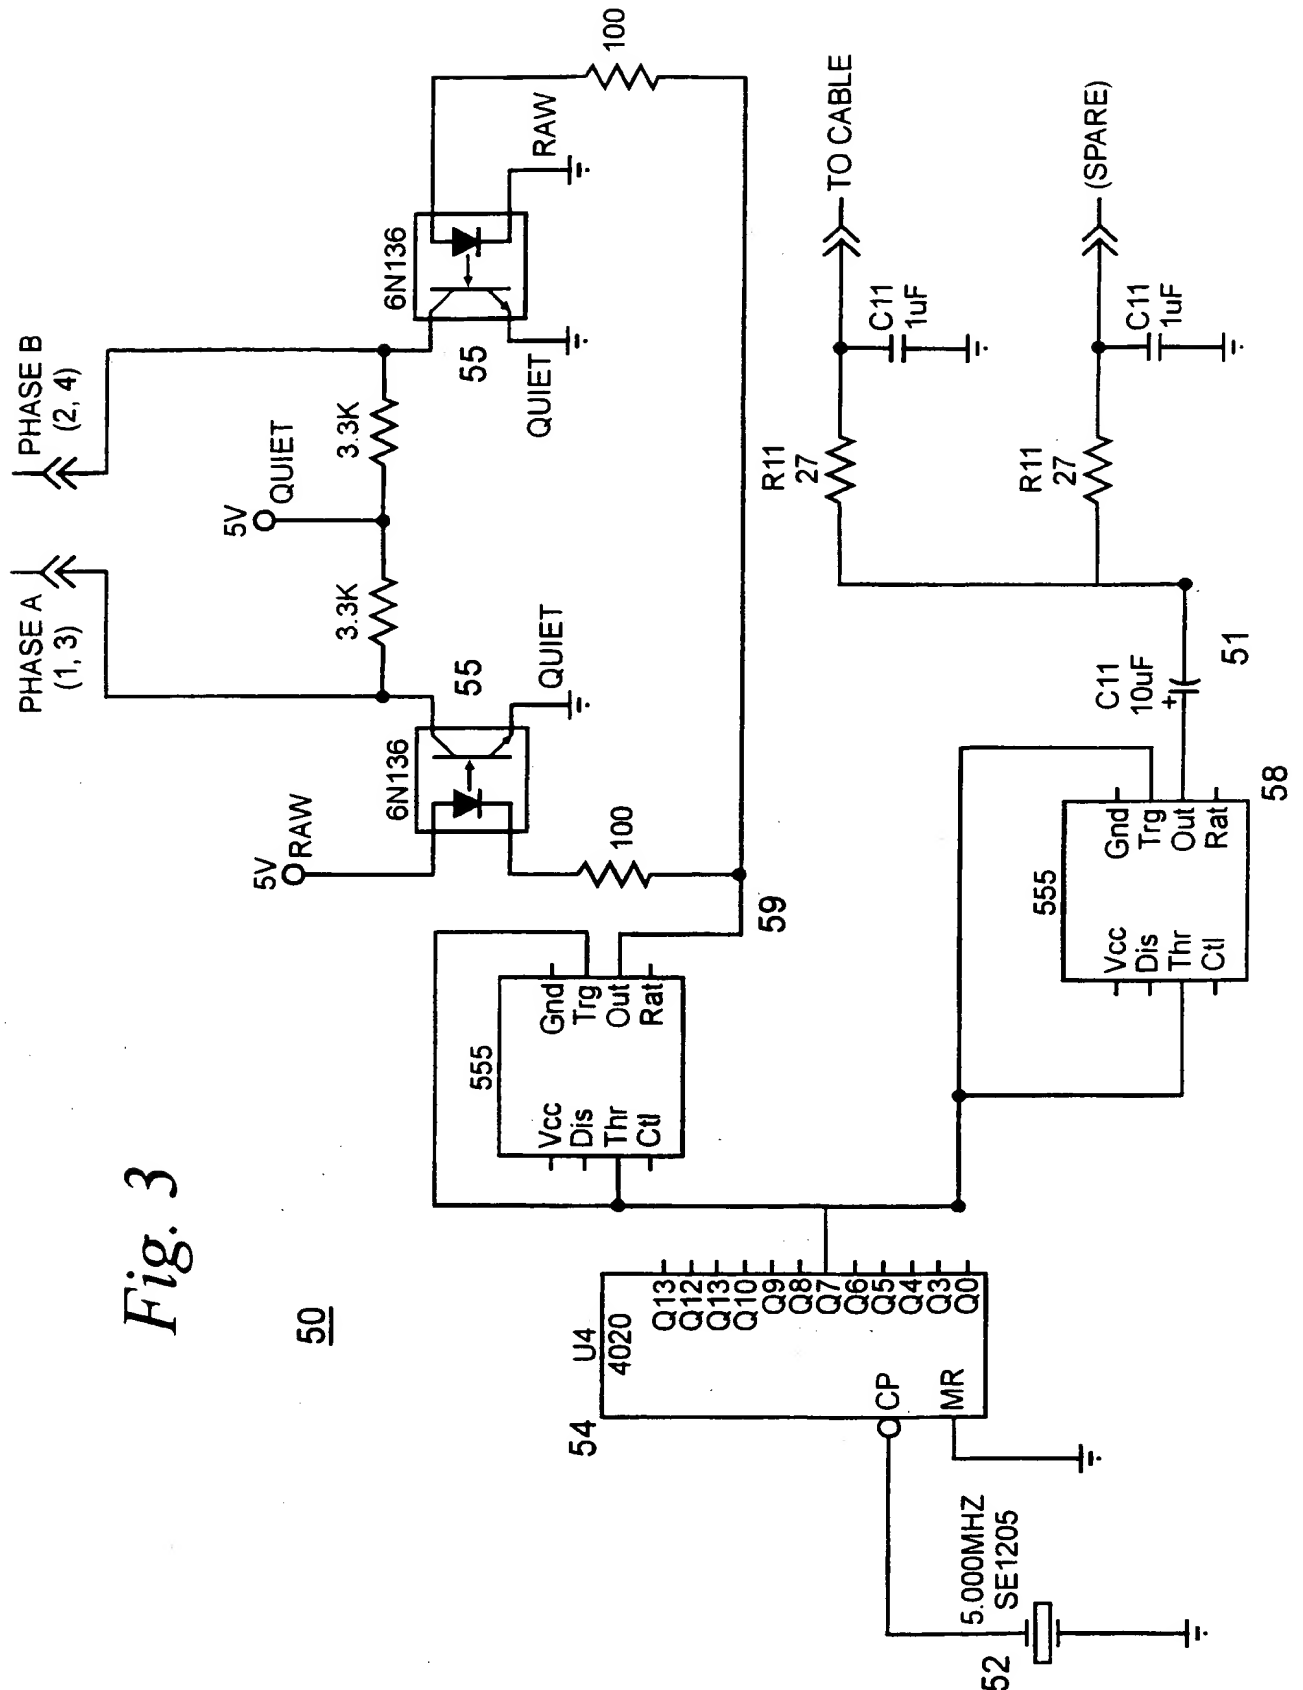 Fig. 3
50
PHASE A
(1, 3)
PHASE B
(2, 4)
5V
QUIET
3.3K
3.3K
5V
RAW
6N136
55
QUIET
100
6N136
55
QUIET
RAW
100
59
555
Vcc
Dis
Thr
Ctl
Gnd
Trg
Out
Rat
54
U4
4020
Q13
Q12
Q13
Q10
Q9
Q8
Q7
Q6
Q5
Q4
Q3
Q0
CP
MR
52
5.000MHZ
SE1205
555
Vcc
Dis
Thr
Ctl
Gnd
Trg
Out
Rat
58
C11
10uF
+
51
R11
27
C11
1uF
TO CABLE
R11
27
C11
1uF
(SPARE)